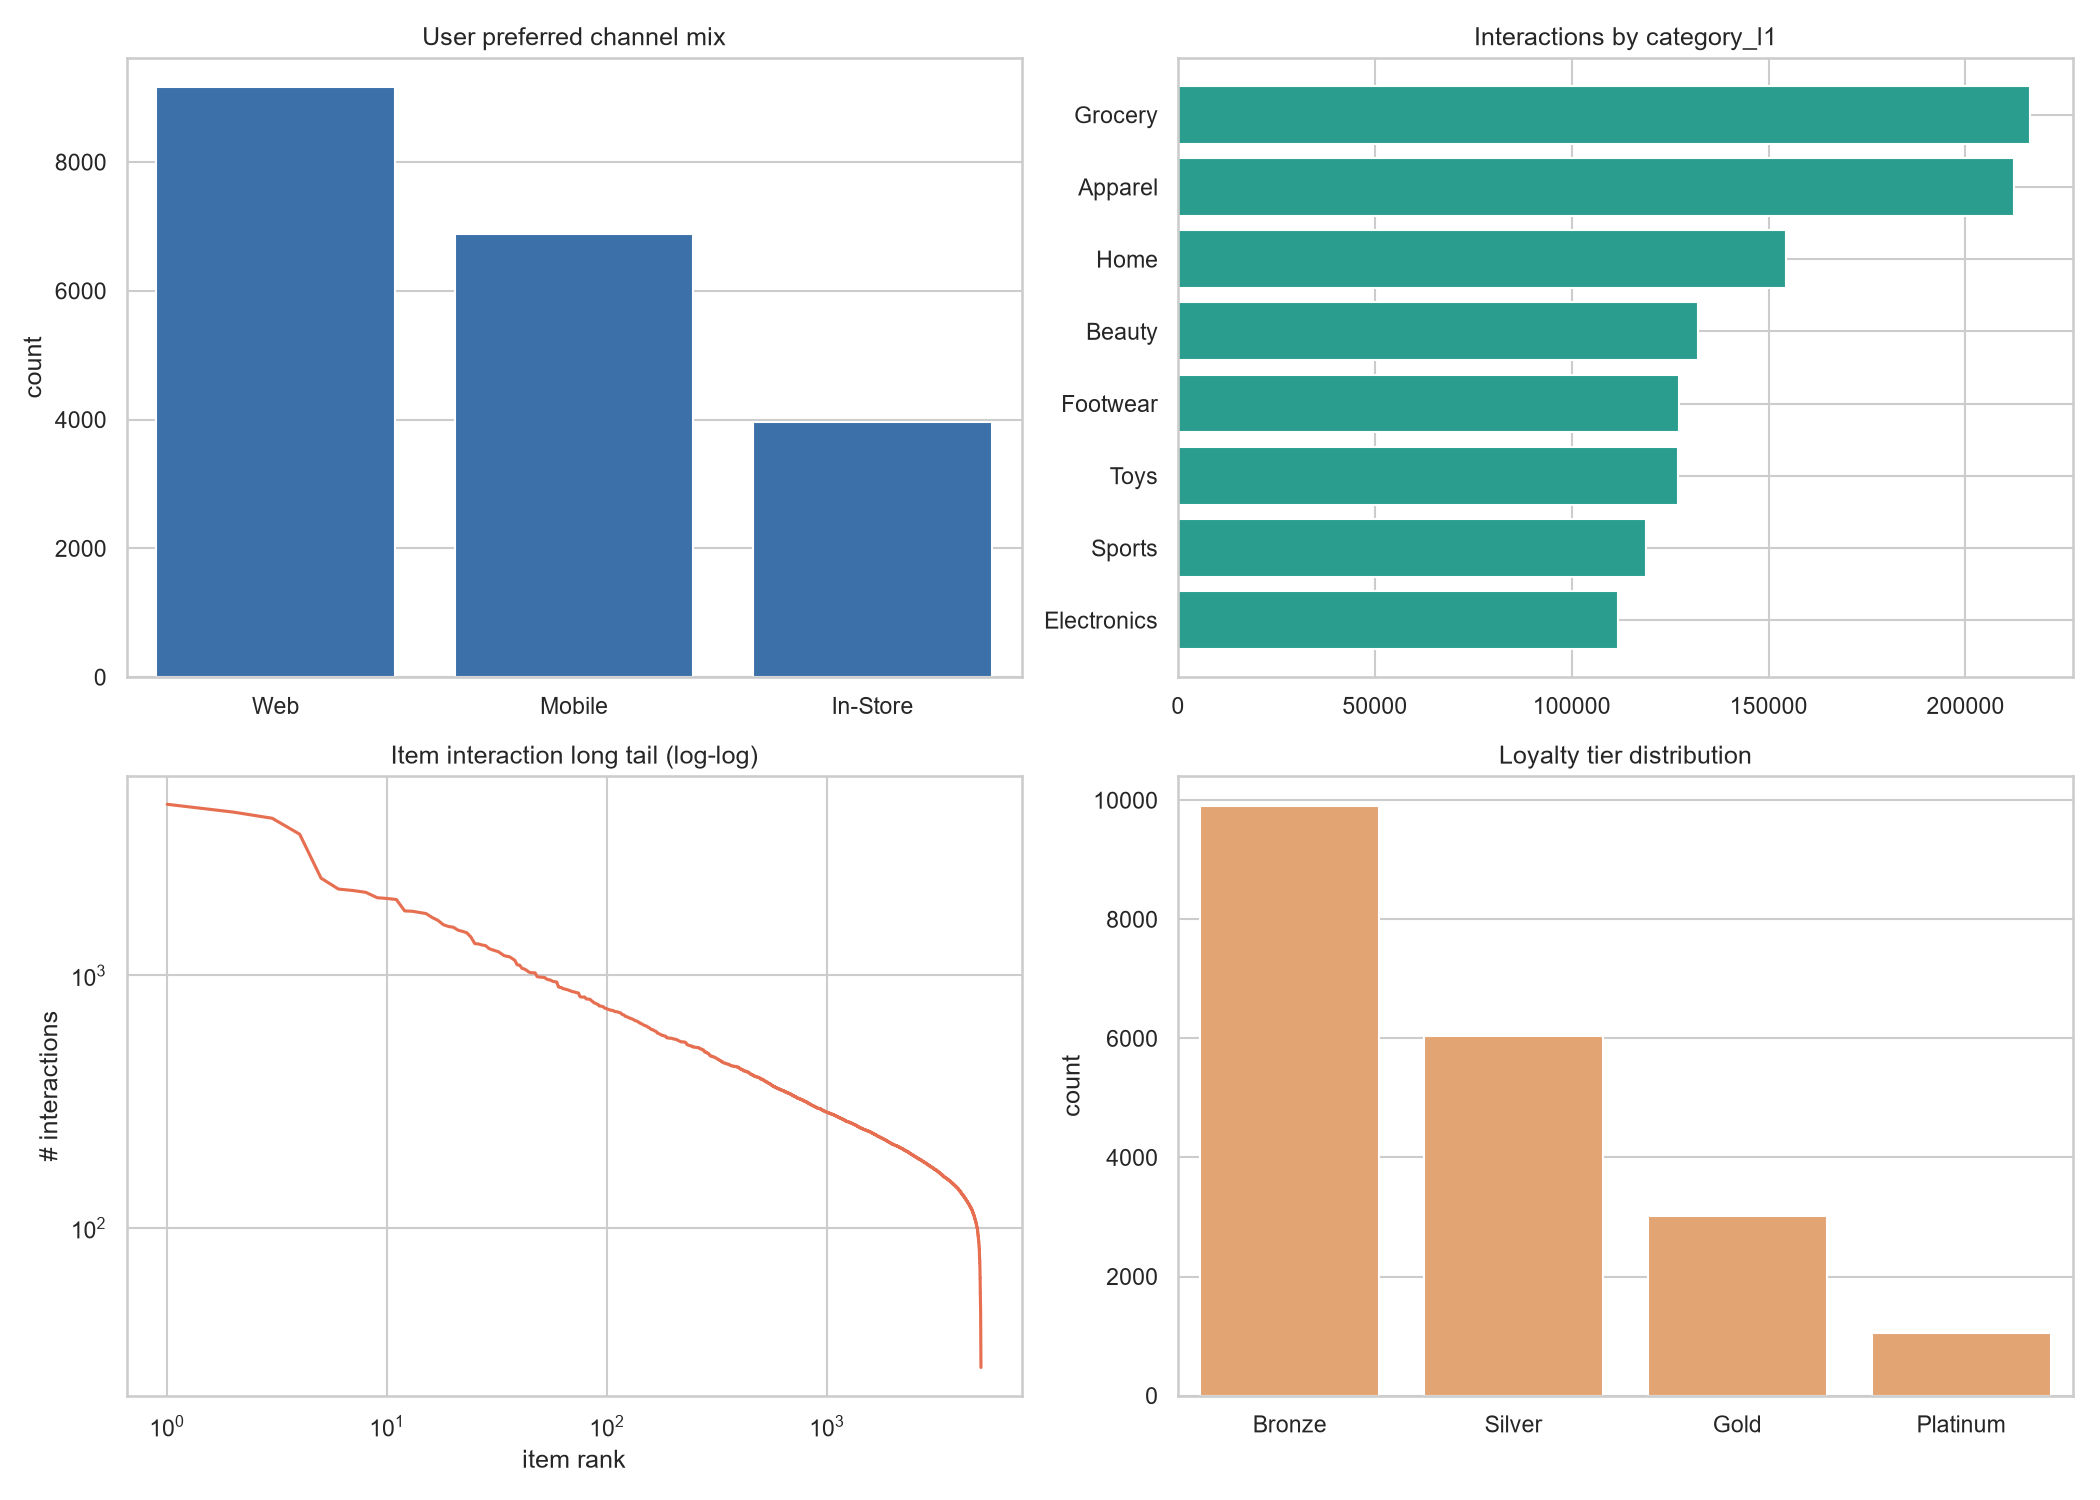 User preferred channel mix
count
8000
6000
4000
2000
0
Web Mobile In-Store
Interactions by category_l1
Grocery
Apparel
Home
Beauty
Footwear
Toys
Sports
Electronics
0 50000 100000 150000 200000
Item interaction long tail (log-log)
# interactions
10³
10²
10⁰ 10¹ 10² 10³
item rank
Loyalty tier distribution
count
10000
8000
6000
4000
2000
0
Bronze Silver Gold Platinum